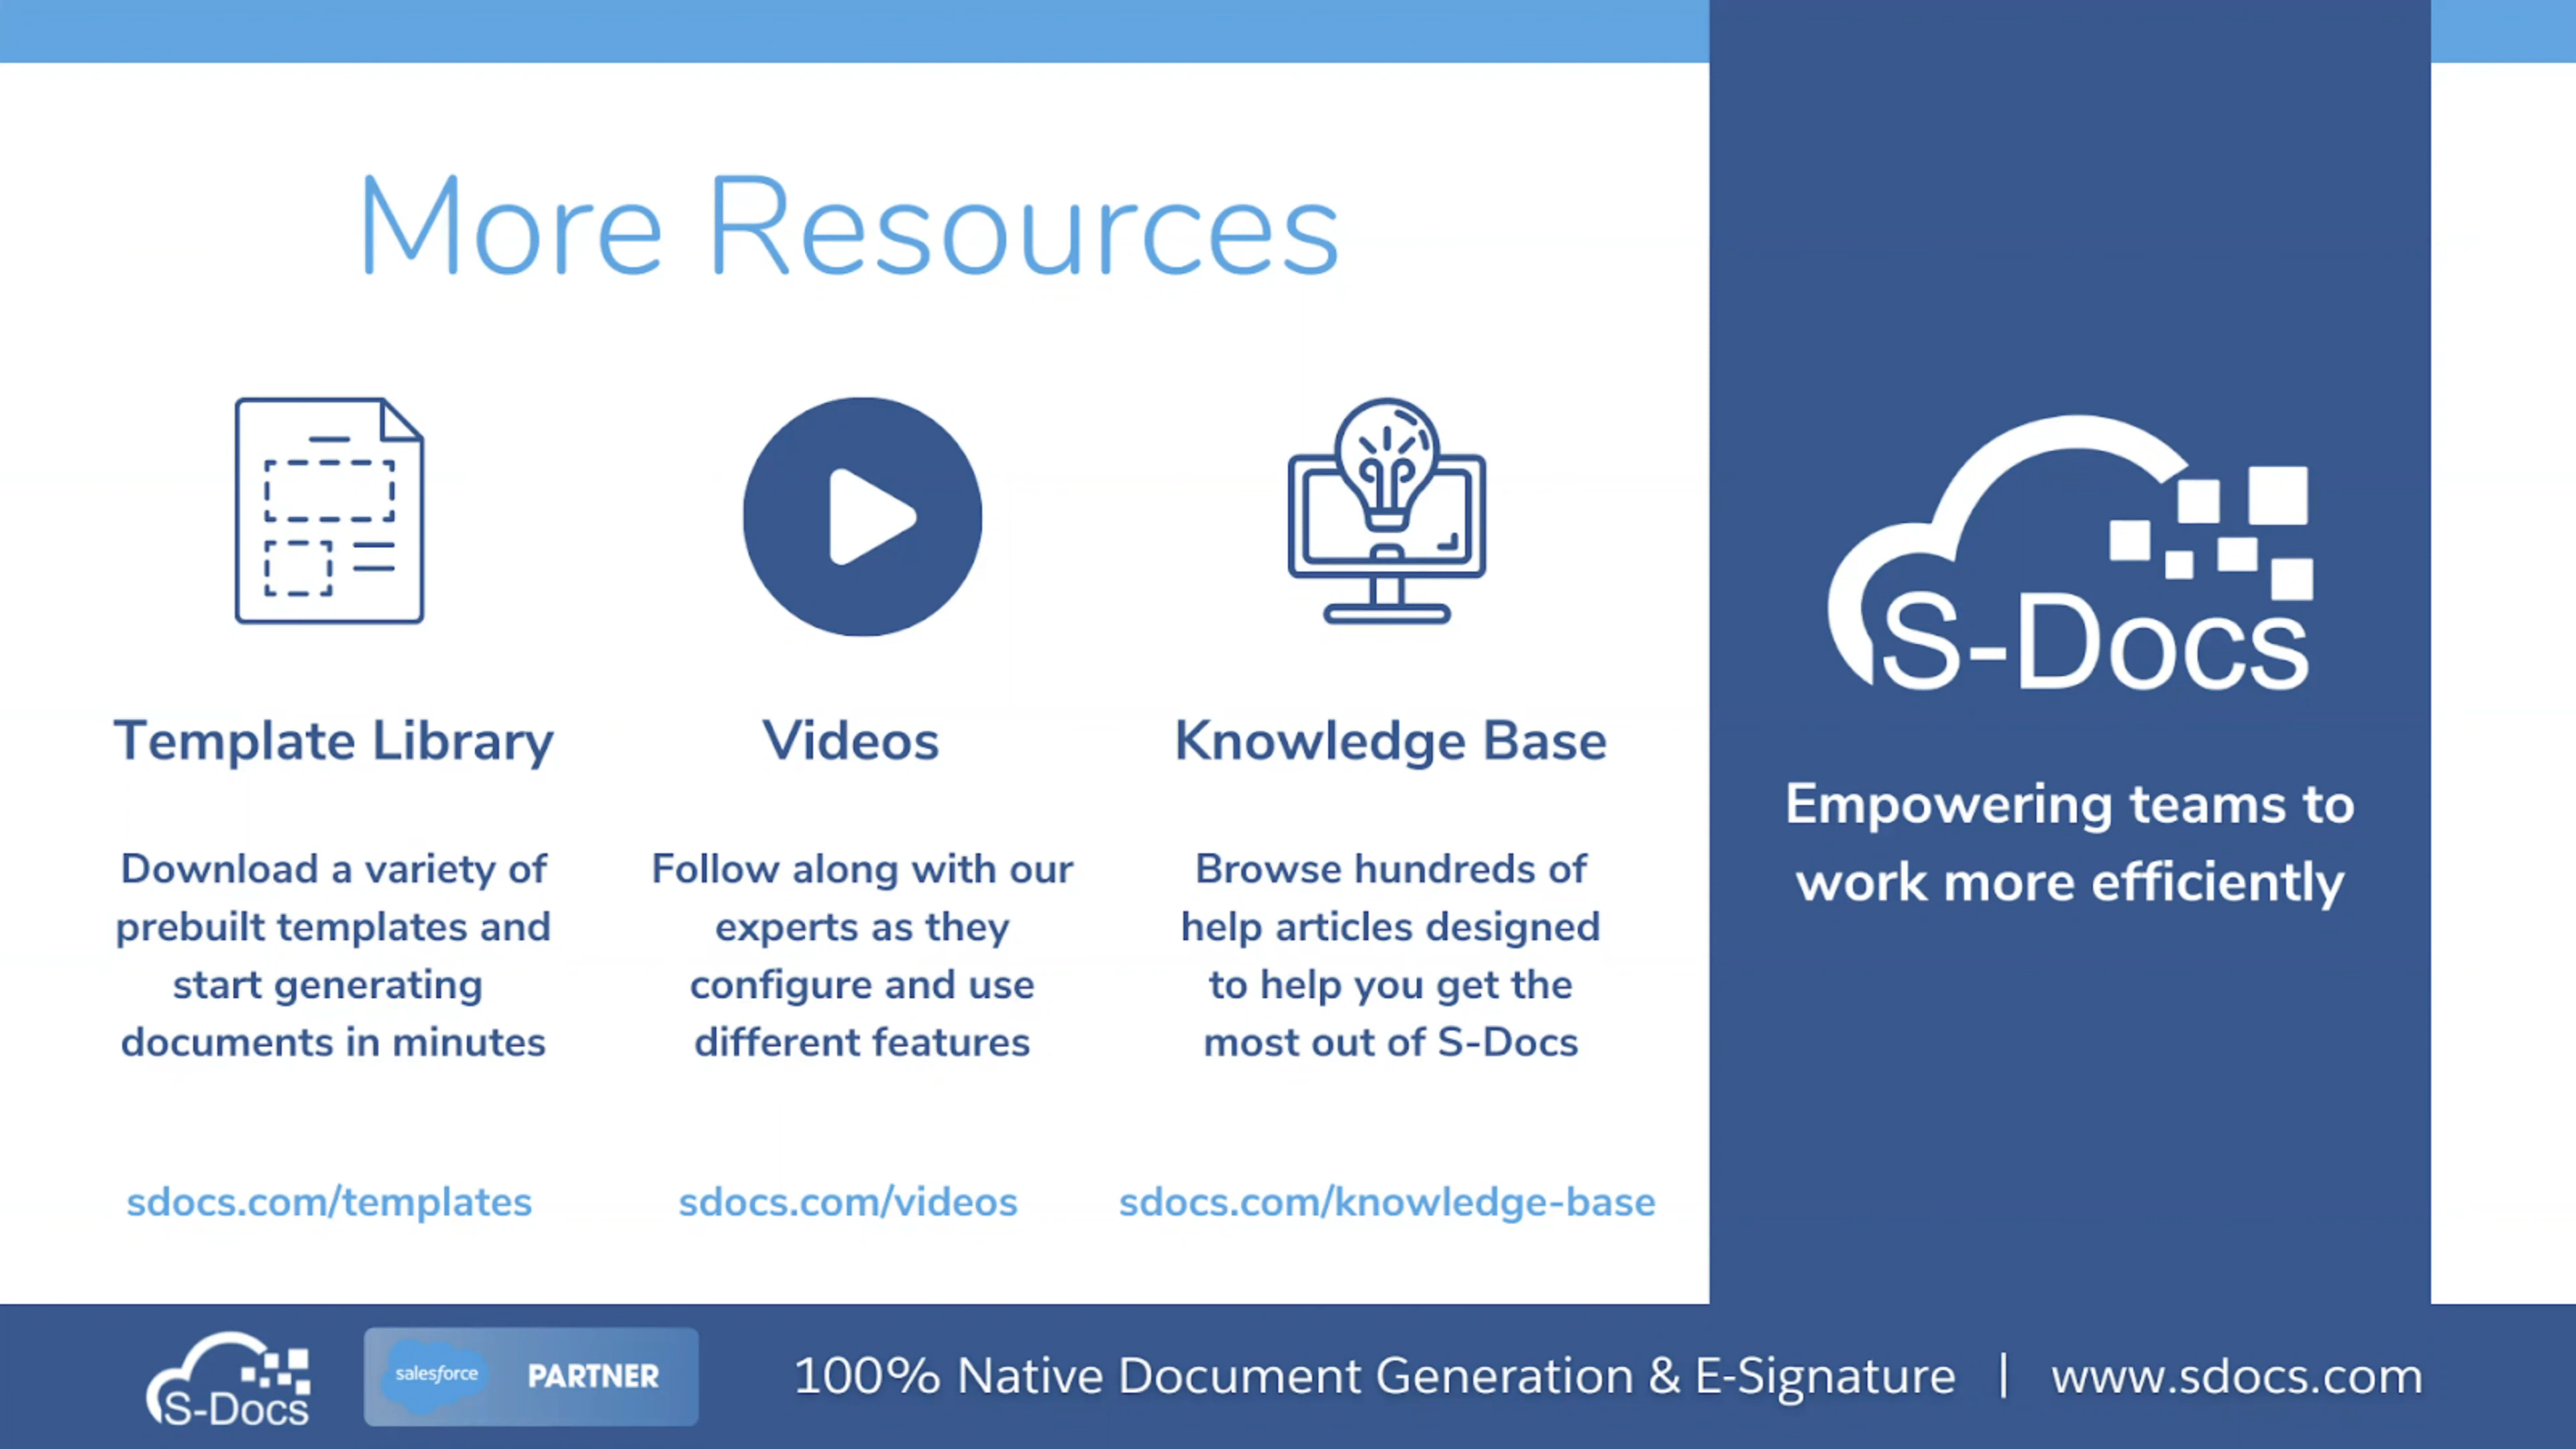 More Resources
Template Library
Download a variety of
prebuilt templates and
start generating
documents in minutes
sdocs.com/templates
Videos
Follow along with our
experts as they
configure and use
different features
sdocs.com/videos
Knowledge Base
Browse hundreds of
help articles designed
to help you get the
most out of S-Docs
sdocs.com/knowledge-base
S-Docs
Empowering teams to
work more efficiently
S-Docs
salesforce PARTNER
100% Native Document Generation & E-Signature | www.sdocs.com